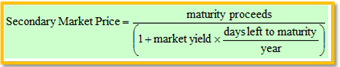 Secondary Market Price = maturity proceeds / (1 + market yield × days left to maturity / year)